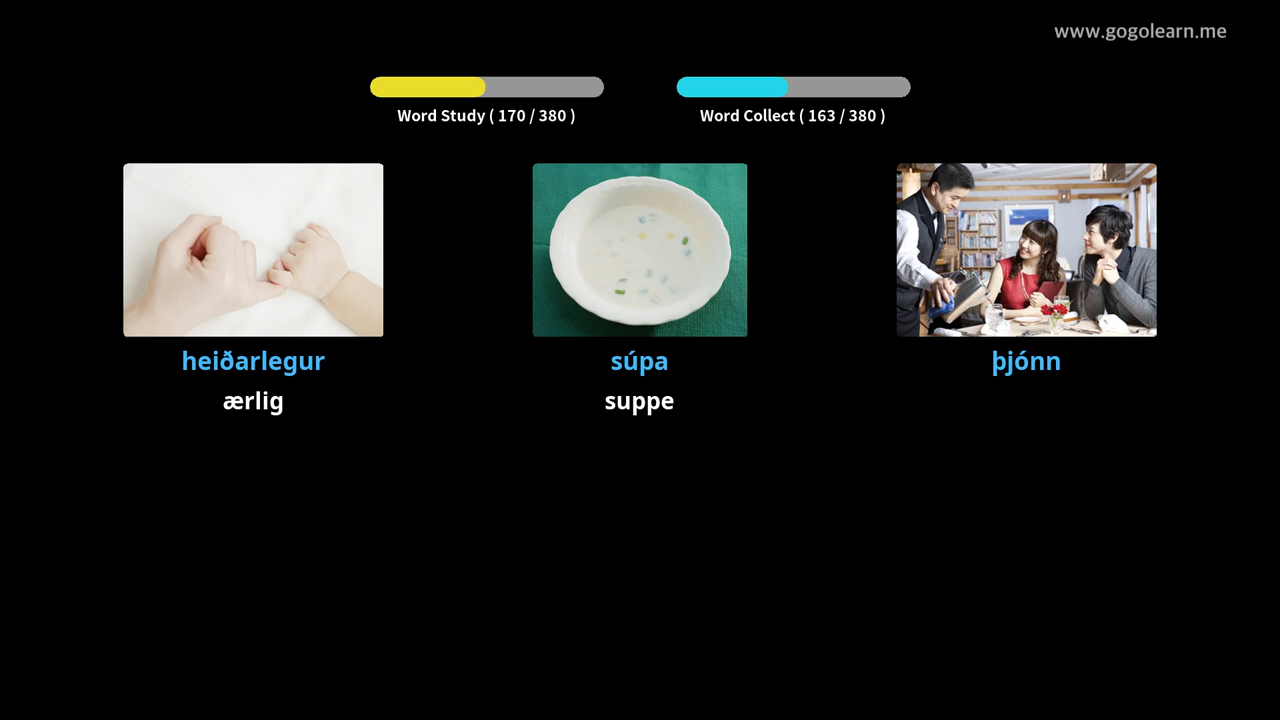 www.gogolearn.me
Word Study ( 170 / 380 )
Word Collect ( 163 / 380 )
heiðarlegur
ærlig
súpa
suppe
þjónn